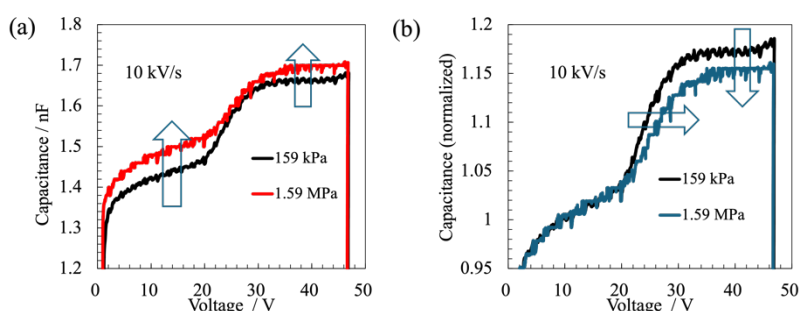 (a)
1.8
1.7
1.6
1.5
1.4
1.3
1.2
Capacitance / nF
10 kV/s
159 kPa
1.59 MPa
0 10 20 30 40 50
Voltage / V
(b)
1.2
1.15
1.1
1.05
1
0.95
Capacitance (normalized)
10 kV/s
159 kPa
1.59 MPa
0 10 20 30 40 50
Voltage / V